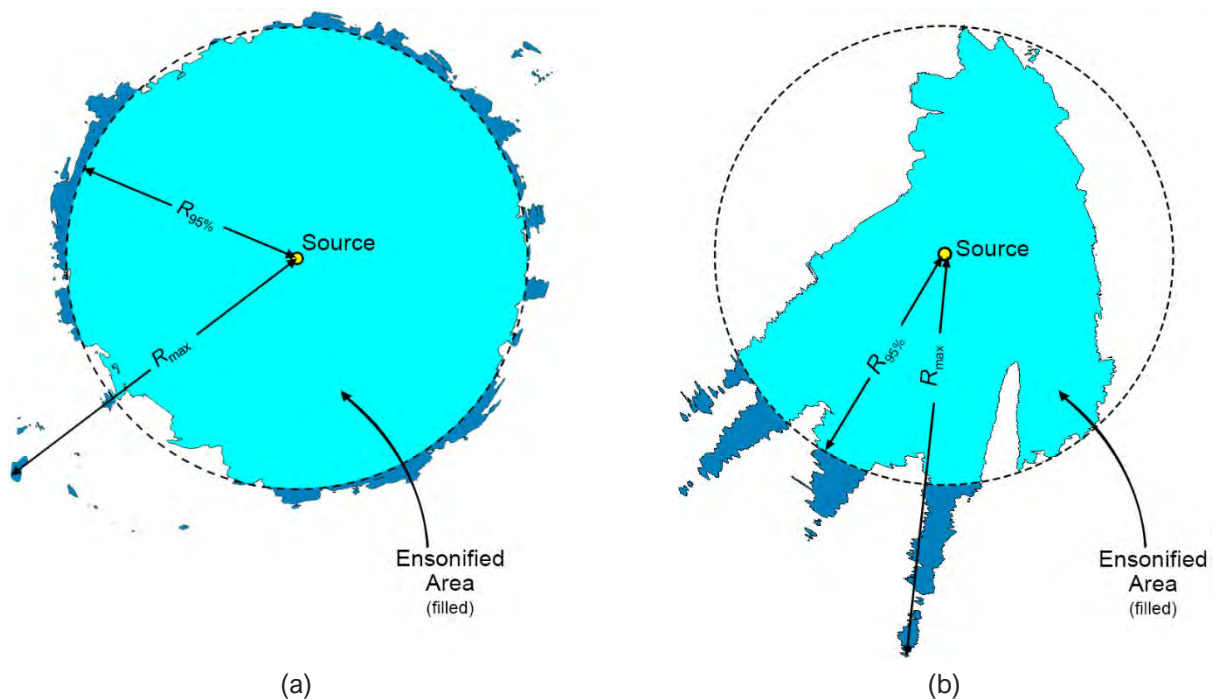 R95%
Source
Rmax
Ensonified
Area
(filled)
(a)
Source
R95%
Rmax
Ensonified
Area
(filled)
(b)